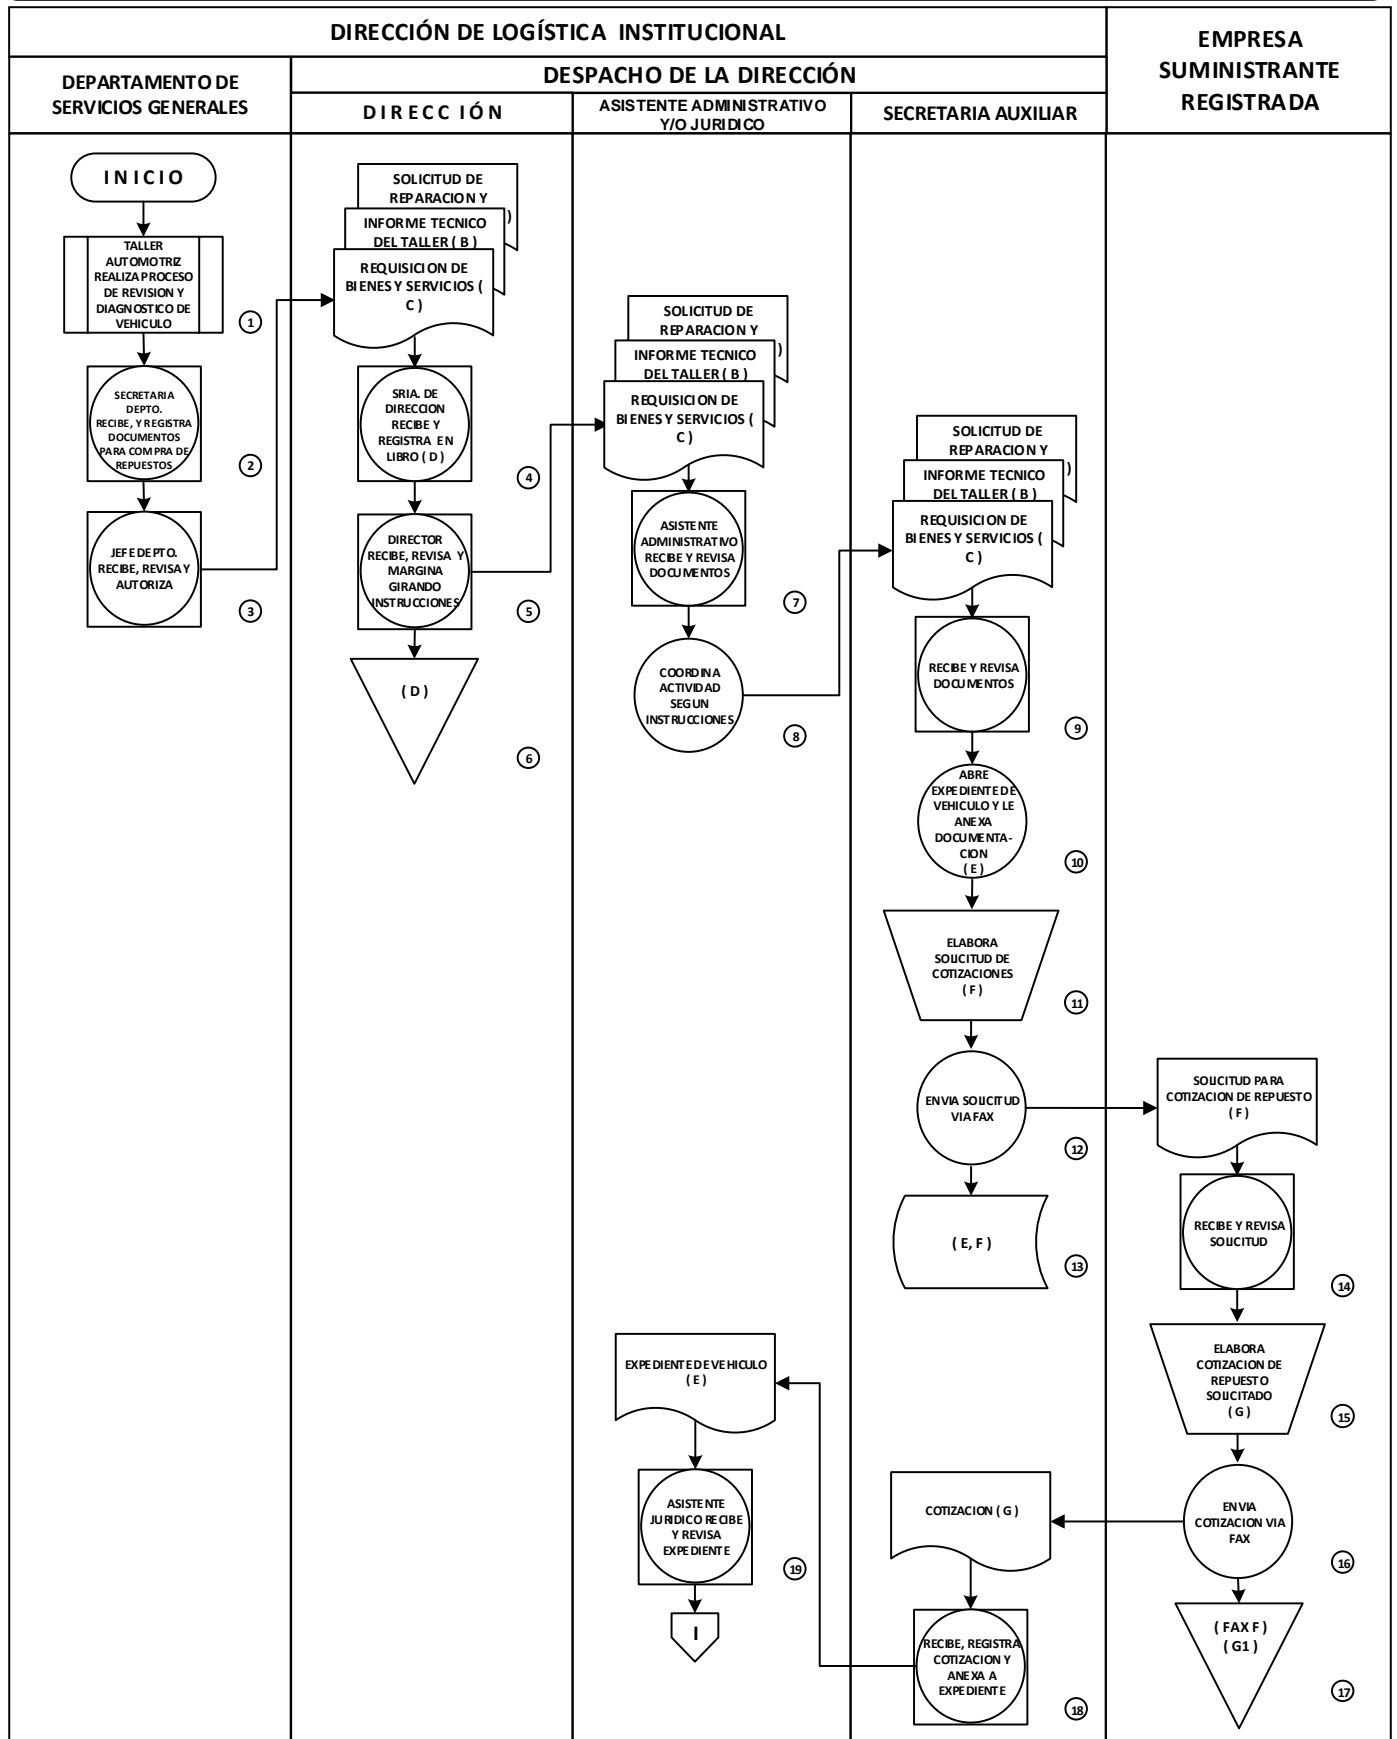 DIRECCIÓN DE LOGÍSTICA INSTITUCIONAL
EMPRESA
SUMINISTRANTE
REGISTRADA
DEPARTAMENTO DE
SERVICIOS GENERALES
DESPACHO DE LA DIRECCIÓN
DIRECCIÓN
ASISTENTE ADMINISTRATIVO
Y/O JURIDICO
SECRETARIA AUXILIAR
INICIO
TALLER
AUTOMOTRIZ
REALIZA PROCESO
DE REVISION Y
DIAGNOSTICO DE
VEHICULO
1
SECRETARIA
DEPTO.
RECIBE, Y REGISTRA
DOCUMENTOS
PARA COMPRA DE
REPUESTOS
2
JEFE DEPTO.
RECIBE, REVISA Y
AUTORIZA
3
SOLICITUD DE
REPARACION Y
)
INFORME TECNICO
DEL TALLER ( B )
REQUISICION DE
BIENES Y SERVICIOS (
C )
SRIA. DE
DIRECCION
RECIBE Y
REGISTRA EN
LIBRO ( D )
4
DIRECTOR
RECIBE, REVISA Y
MARGINA
GIRANDO
INSTRUCCIONES
5
( D )
6
SOLICITUD DE
REPARACION Y
)
INFORME TECNICO
DEL TALLER ( B )
REQUISICION DE
BIENES Y SERVICIOS (
C )
ASISTENTE
ADMINISTRATIVO
RECIBE Y REVISA
DOCUMENTOS
7
COORDINA
ACTIVIDAD
SEGUN
INSTRUCCIONES
8
SOLICITUD DE
REPARACION Y
)
INFORME TECNICO
DEL TALLER ( B )
REQUISICION DE
BIENES Y SERVICIOS (
C )
RECIBE Y REVISA
DOCUMENTOS
9
ABRE
EXPEDIENTE DE
VEHICULO Y LE
ANEXA
DOCUMENTA-
CION
( E )
10
ELABORA
SOLICITUD DE
COTIZACIONES
( F )
11
ENVIA SOLICITUD
VIA FAX
12
( E, F )
13
SOLICITUD PARA
COTIZACION DE REPUESTO
( F )
RECIBE Y REVISA
SOLICITUD
14
ELABORA
COTIZACION DE
REPUESTO
SOLICITADO
( G )
15
ENVIA
COTIZACION VIA
FAX
16
( FAX F )
( G1 )
17
COTIZACION ( G )
RECIBE, REGISTRA
COTIZACION Y
ANEXA A
EXPEDIENTE
18
EXPEDIENTE DE VEHICULO
( E )
ASISTENTE
JURIDICO RECIBE
Y REVISA
EXPEDIENTE
19
I